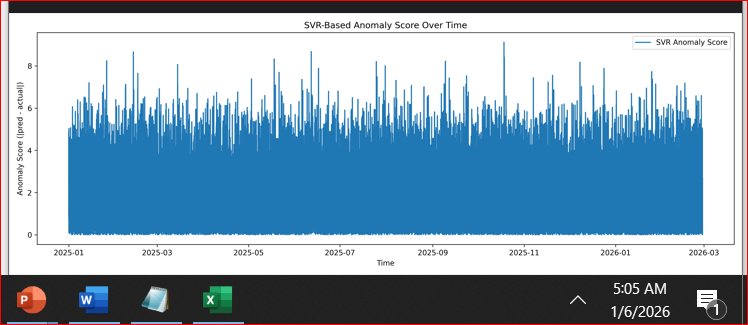 SVR-Based Anomaly Score Over Time
SVR Anomaly Score
Anomaly Score (|pred - actual|)
8
6
4
2
0
2025-01 2025-03 2025-05 2025-07 2025-09 2025-11 2026-01 2026-03
Time
P W X 5:05 AM
1/6/2026 1